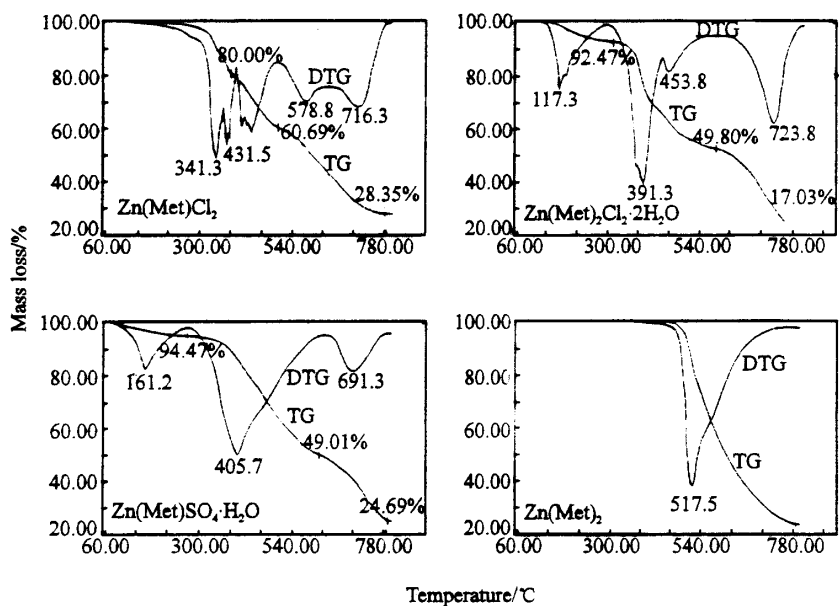 Mass loss/%
100.00
80.00
60.00
40.00
20.00
60.00 300.00 540.00 780.00
80.00%
DTG
578.8
716.3
60.69%
341.3
431.5
TG
28.35%
Zn(Met)Cl₂
100.00
80.00
60.00
40.00
20.00
60.00 300.00 540.00 780.00
DTG
92.47%
453.8
117.3
TG
49.80%
723.8
391.3
17.03%
Zn(Met)₂Cl₂·2H₂O
100.00
80.00
60.00
40.00
20.00
60.00 300.00 540.00 780.00
94.47%
161.2
DTG
691.3
TG
49.01%
405.7
24.69%
Zn(Met)SO₄·H₂O
100.00
80.00
60.00
40.00
20.00
60.00 300.00 540.00 780.00
DTG
TG
517.5
Zn(Met)₂
Temperature/℃